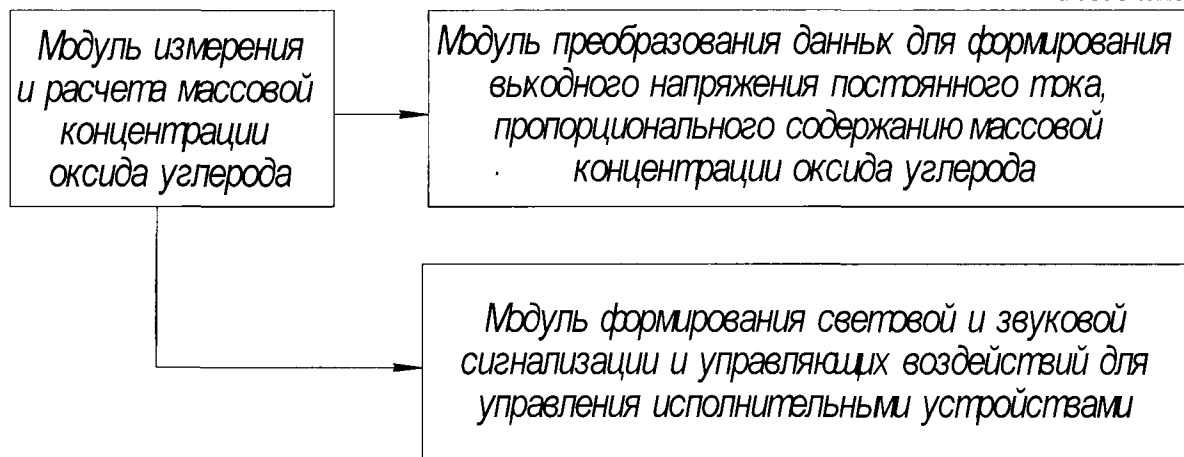 Модуль измерения
и расчета массовой
концентрации
оксида углерода
Модуль преобразования данных для формирования
выходного напряжения постоянного тока,
пропорционального содержанию массовой
концентрации оксида углерода
Модуль формирования световой и звуковой
сигнализации и управляющих воздействий для
управления исполнительными устройствами